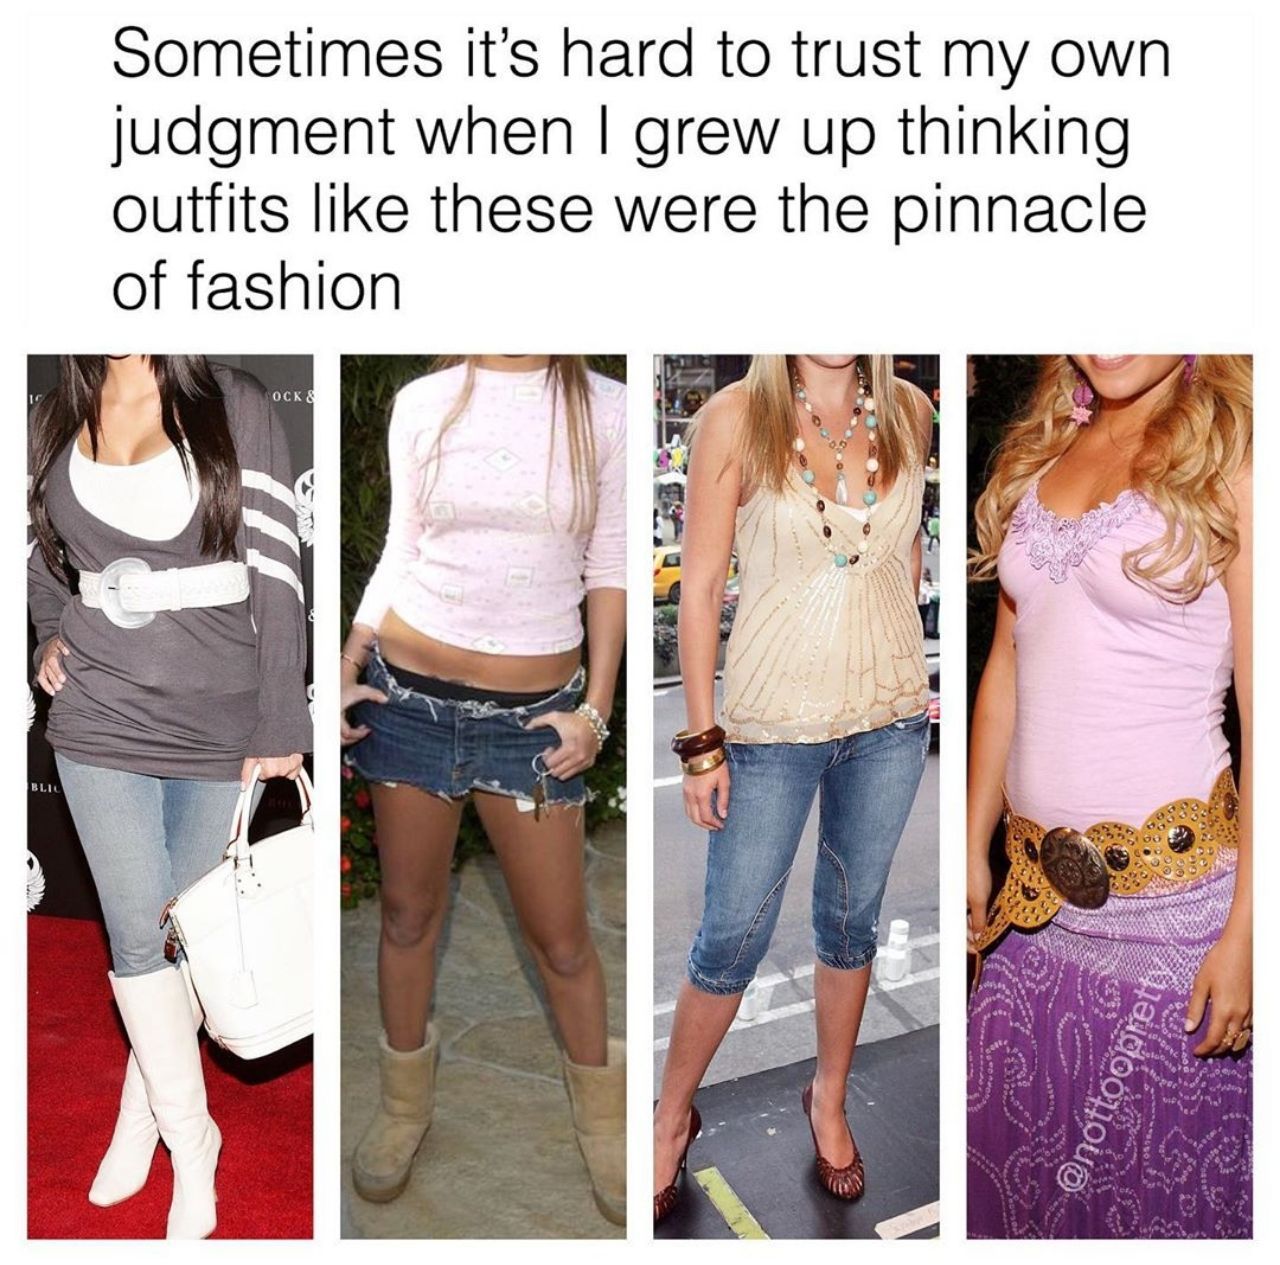 Sometimes it's hard to trust my own
judgment when I grew up thinking
outfits like these were the pinnacle
of fashion
OCK &
BLIC
@nottoopretty